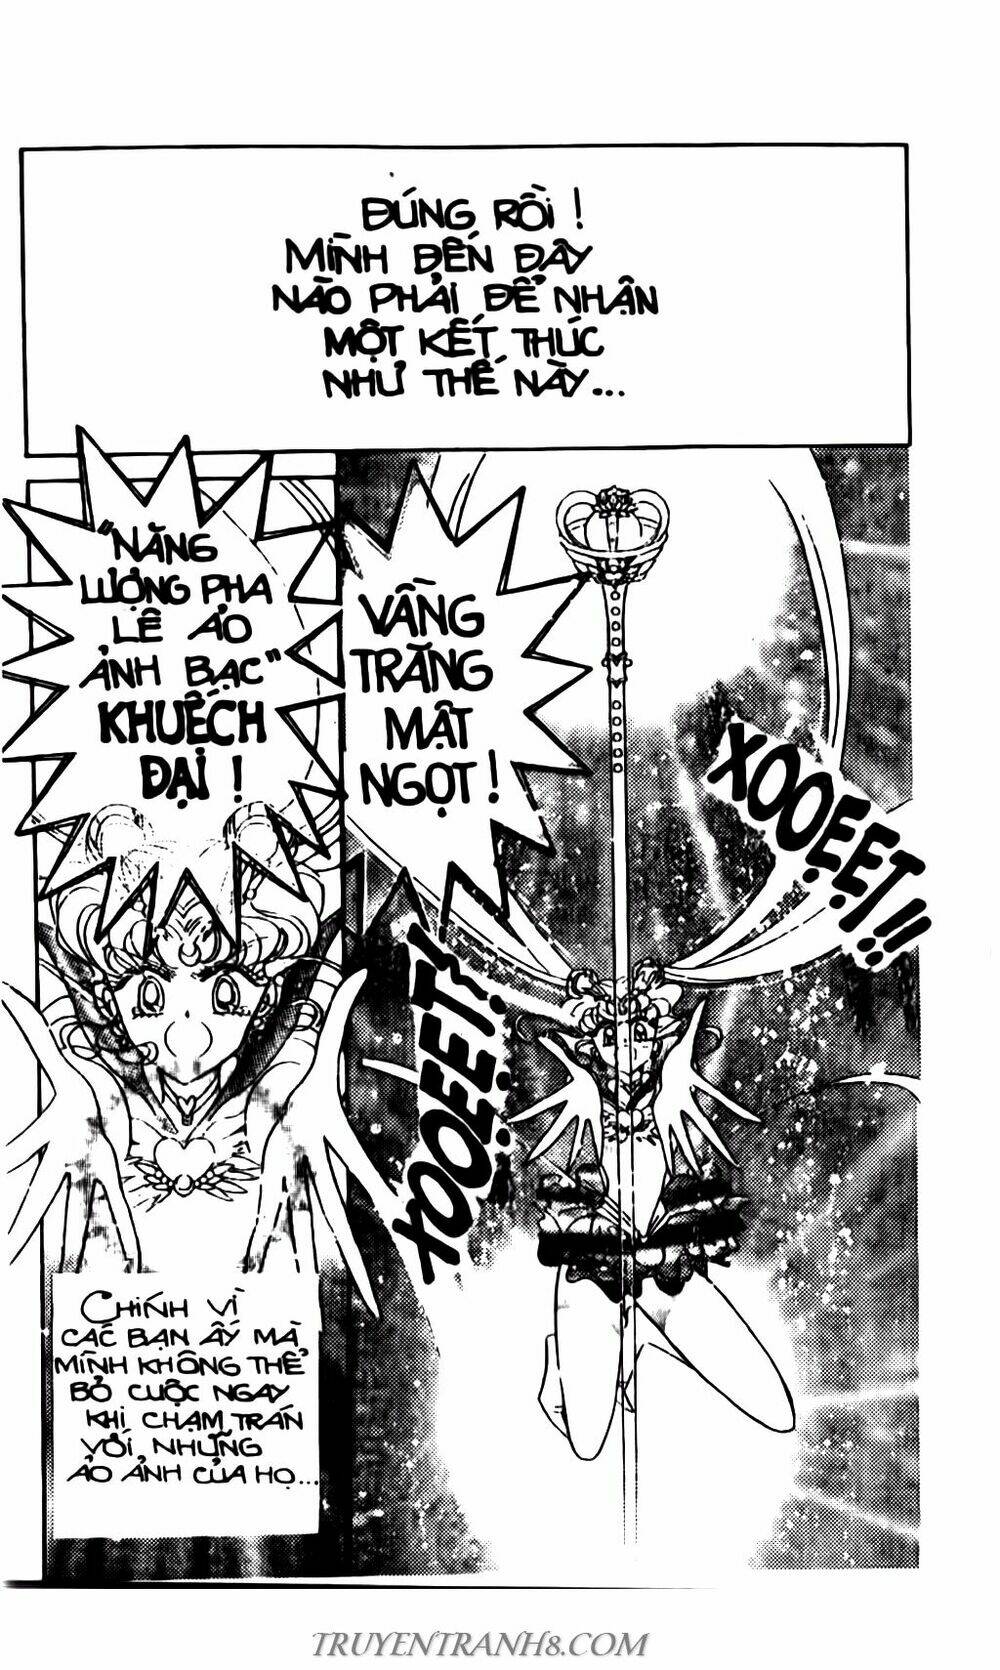 ĐÚNG RỒI !
MÌNH ĐẾN ĐÂY
NÀO PHẢI ĐỂ NHẬN
MỘT KẾT THÚC
NHƯ THẾ NÀY...
"NĂNG
LƯỢNG PHA
LÊ ẢO
ẢNH BẠC"
KHUẾCH
ĐẠI !
VẦNG
TRĂNG
MẬT
NGỌT !
XOOẸẸT!!
XOẸẸT!!
CHÍNH VÌ
CÁC BẠN ẤY MÀ
MÌNH KHÔNG THỂ
BỎ CUỘC NGAY
KHI CHẠM TRÁN
VỚI NHỮNG
ẢO ẢNH CỦA HỌ...
TRUYENTRANH8.COM